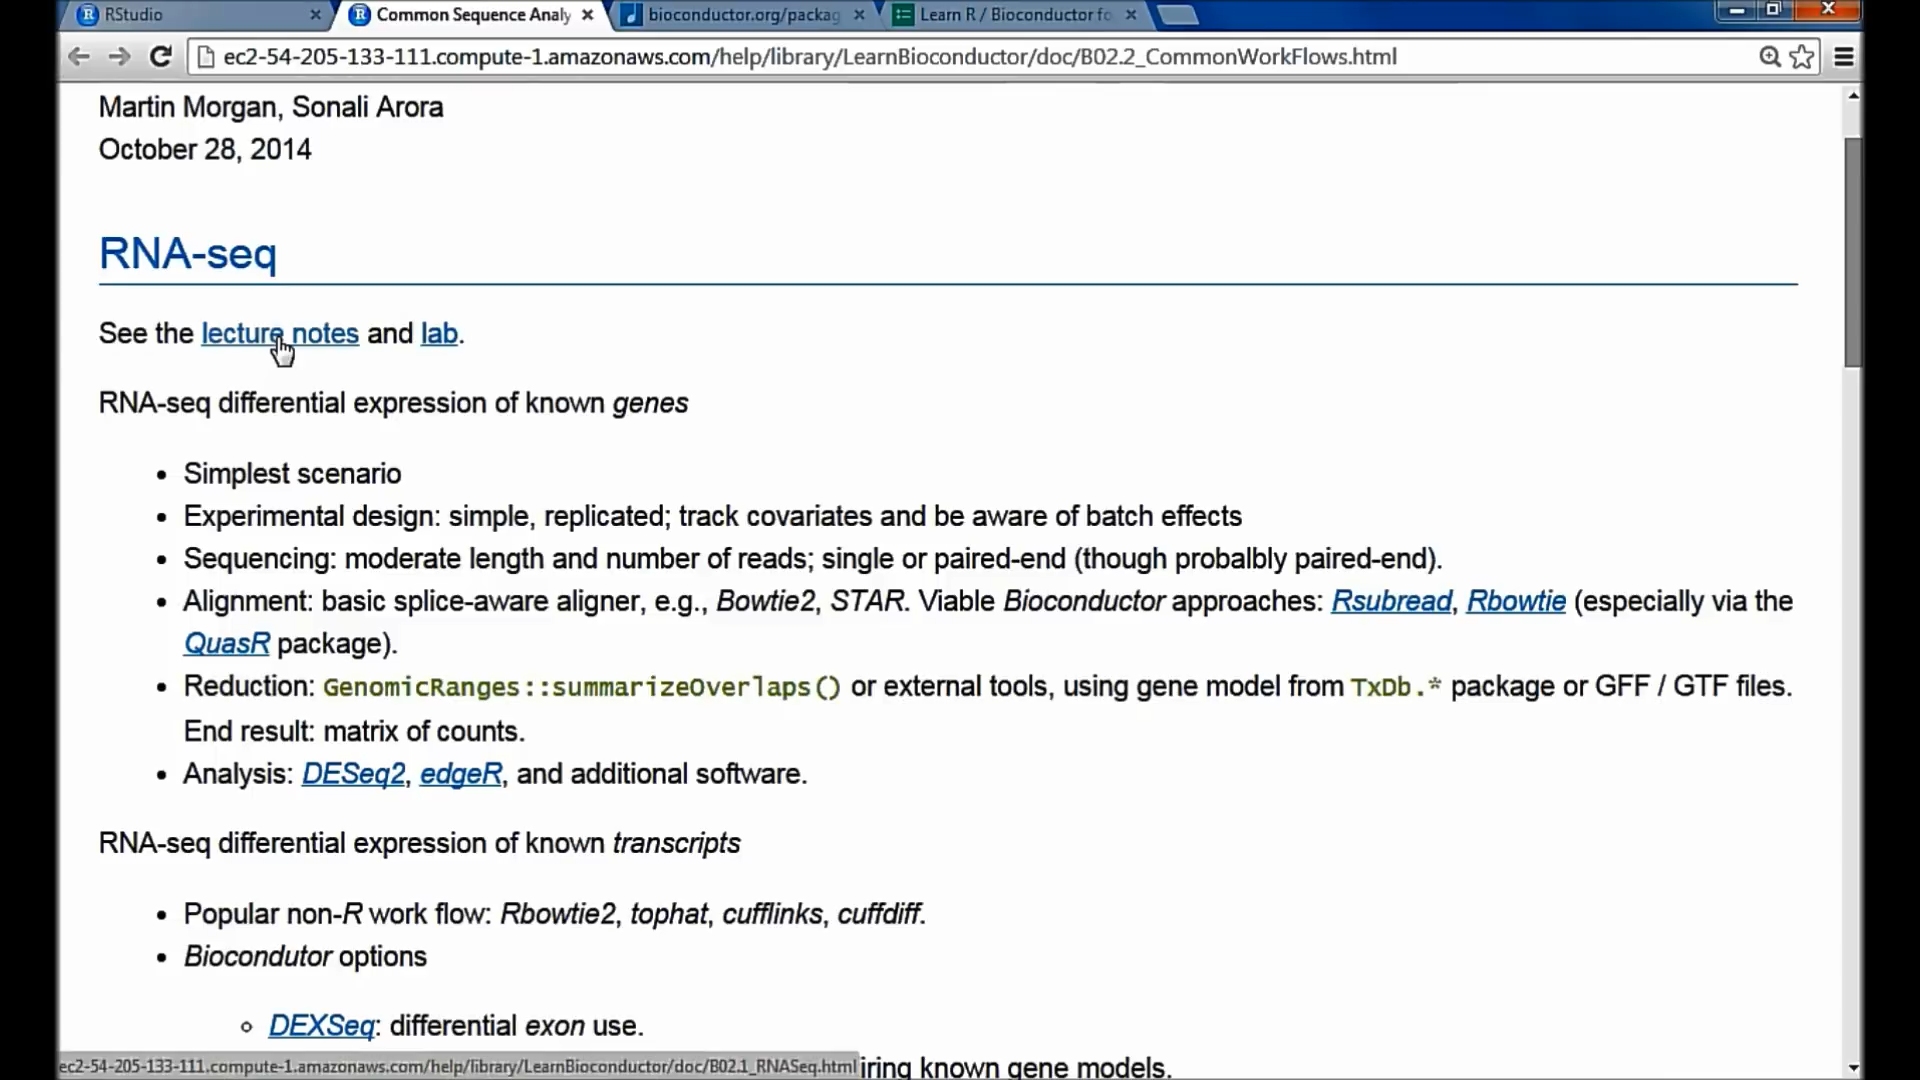 RStudio
Common Sequence Analy
bioconductor.org/packag
Learn R / Bioconductor fo
ec2-54-205-133-111.compute-1.amazonaws.com/help/library/LearnBioconductor/doc/B02.2_CommonWorkFlows.html
Martin Morgan, Sonali Arora
October 28, 2014
RNA-seq
See the lecture notes and lab.
RNA-seq differential expression of known genes
• Simplest scenario
• Experimental design: simple, replicated; track covariates and be aware of batch effects
• Sequencing: moderate length and number of reads; single or paired-end (though probalbly paired-end).
• Alignment: basic splice-aware aligner, e.g., Bowtie2, STAR. Viable Bioconductor approaches: Rsubread, Rbowtie (especially via the
QuasR package).
• Reduction: GenomicRanges::summarizeOverlaps() or external tools, using gene model from TxDb.* package or GFF / GTF files.
End result: matrix of counts.
• Analysis: DESeq2, edgeR, and additional software.
RNA-seq differential expression of known transcripts
• Popular non-R work flow: Rbowtie2, tophat, cufflinks, cuffdiff.
• Biocondutor options
◦ DEXSeq: differential exon use.
iring known gene models.
ec2-54-205-133-111.compute-1.amazonaws.com/help/library/LearnBioconductor/doc/B02.1_RNASeq.html